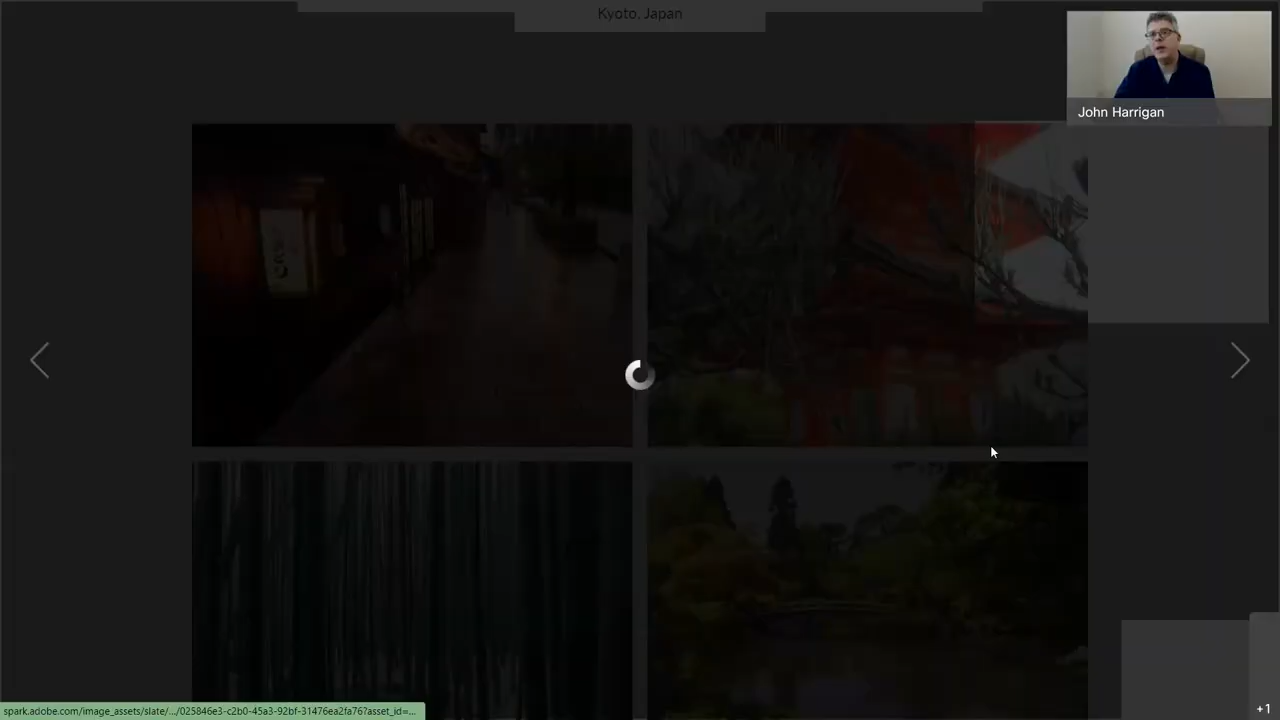 Kyoto, Japan
John Harrigan
spark.adobe.com/image_assets/slate/.../025846e3-c2b0-45a3-92bf-31476ea2fa76?asset_id=...
+1